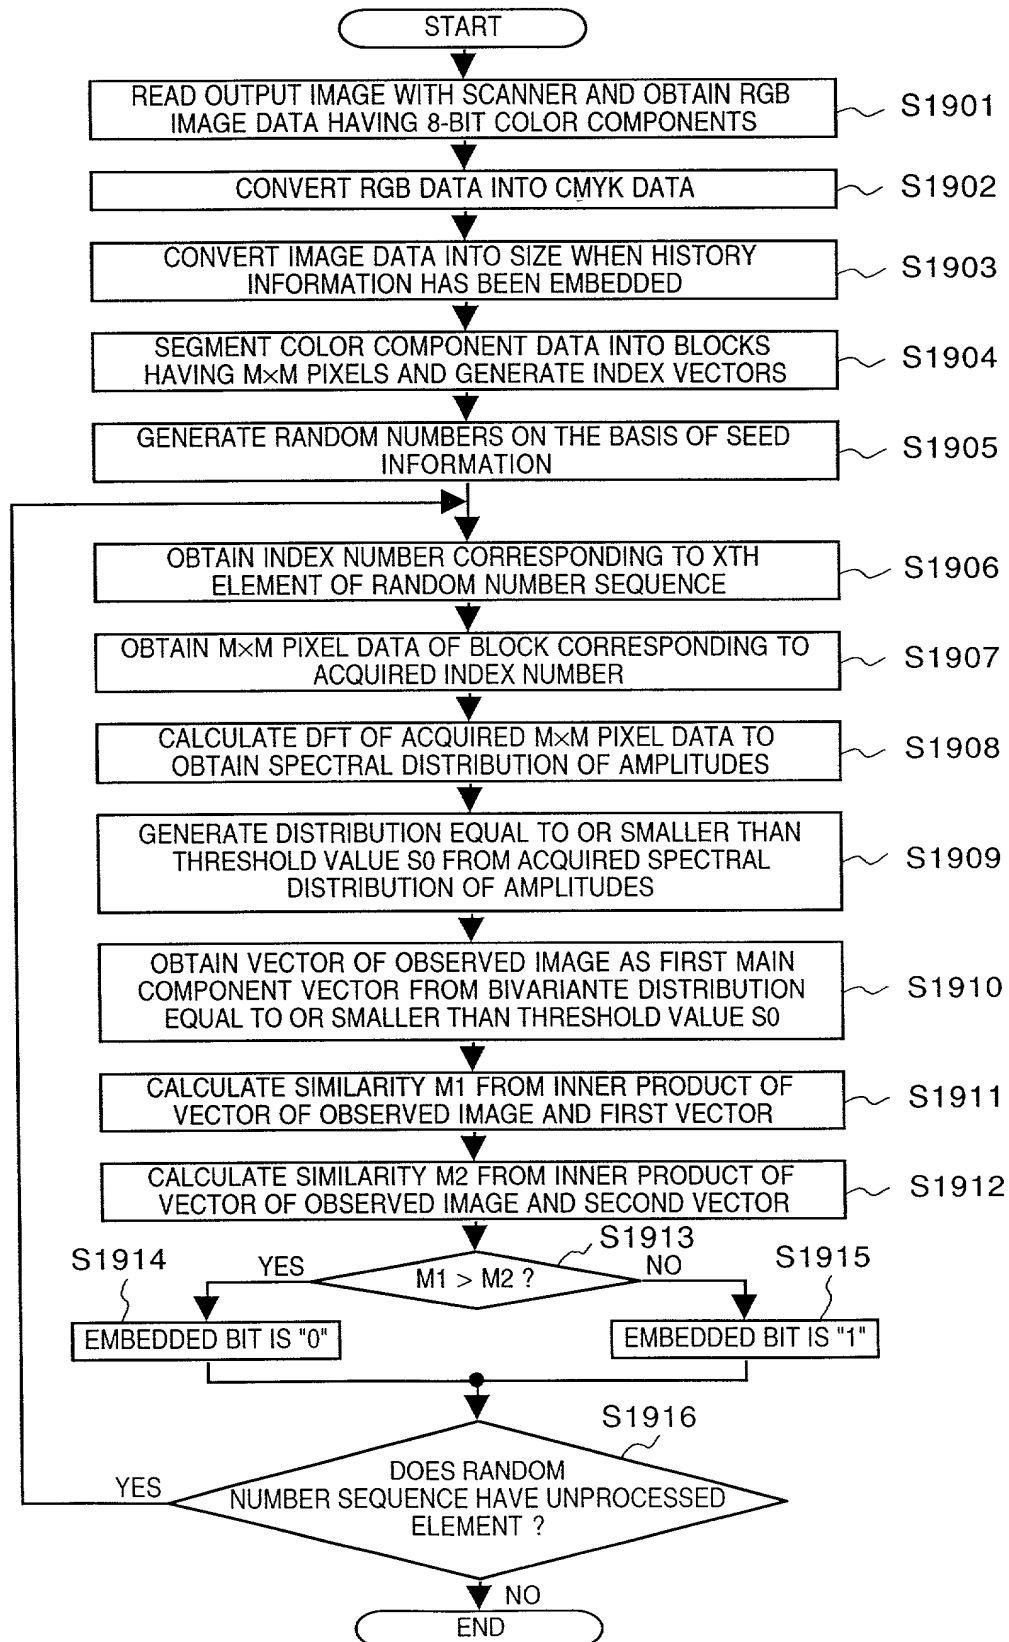 START
READ OUTPUT IMAGE WITH SCANNER AND OBTAIN RGB
IMAGE DATA HAVING 8-BIT COLOR COMPONENTS
S1901
CONVERT RGB DATA INTO CMYK DATA
S1902
CONVERT IMAGE DATA INTO SIZE WHEN HISTORY
INFORMATION HAS BEEN EMBEDDED
S1903
SEGMENT COLOR COMPONENT DATA INTO BLOCKS
HAVING M×M PIXELS AND GENERATE INDEX VECTORS
S1904
GENERATE RANDOM NUMBERS ON THE BASIS OF SEED
INFORMATION
S1905
OBTAIN INDEX NUMBER CORRESPONDING TO XTH
ELEMENT OF RANDOM NUMBER SEQUENCE
S1906
OBTAIN M×M PIXEL DATA OF BLOCK CORRESPONDING TO
ACQUIRED INDEX NUMBER
S1907
CALCULATE DFT OF ACQUIRED M×M PIXEL DATA TO
OBTAIN SPECTRAL DISTRIBUTION OF AMPLITUDES
S1908
GENERATE DISTRIBUTION EQUAL TO OR SMALLER THAN
THRESHOLD VALUE S0 FROM ACQUIRED SPECTRAL
DISTRIBUTION OF AMPLITUDES
S1909
OBTAIN VECTOR OF OBSERVED IMAGE AS FIRST MAIN
COMPONENT VECTOR FROM BIVARIANTE DISTRIBUTION
EQUAL TO OR SMALLER THAN THRESHOLD VALUE S0
S1910
CALCULATE SIMILARITY M1 FROM INNER PRODUCT OF
VECTOR OF OBSERVED IMAGE AND FIRST VECTOR
S1911
CALCULATE SIMILARITY M2 FROM INNER PRODUCT OF
VECTOR OF OBSERVED IMAGE AND SECOND VECTOR
S1912
S1913
M1 > M2 ?
YES
NO
S1914
EMBEDDED BIT IS "0"
S1915
EMBEDDED BIT IS "1"
S1916
DOES RANDOM
NUMBER SEQUENCE HAVE UNPROCESSED
ELEMENT ?
YES
NO
END